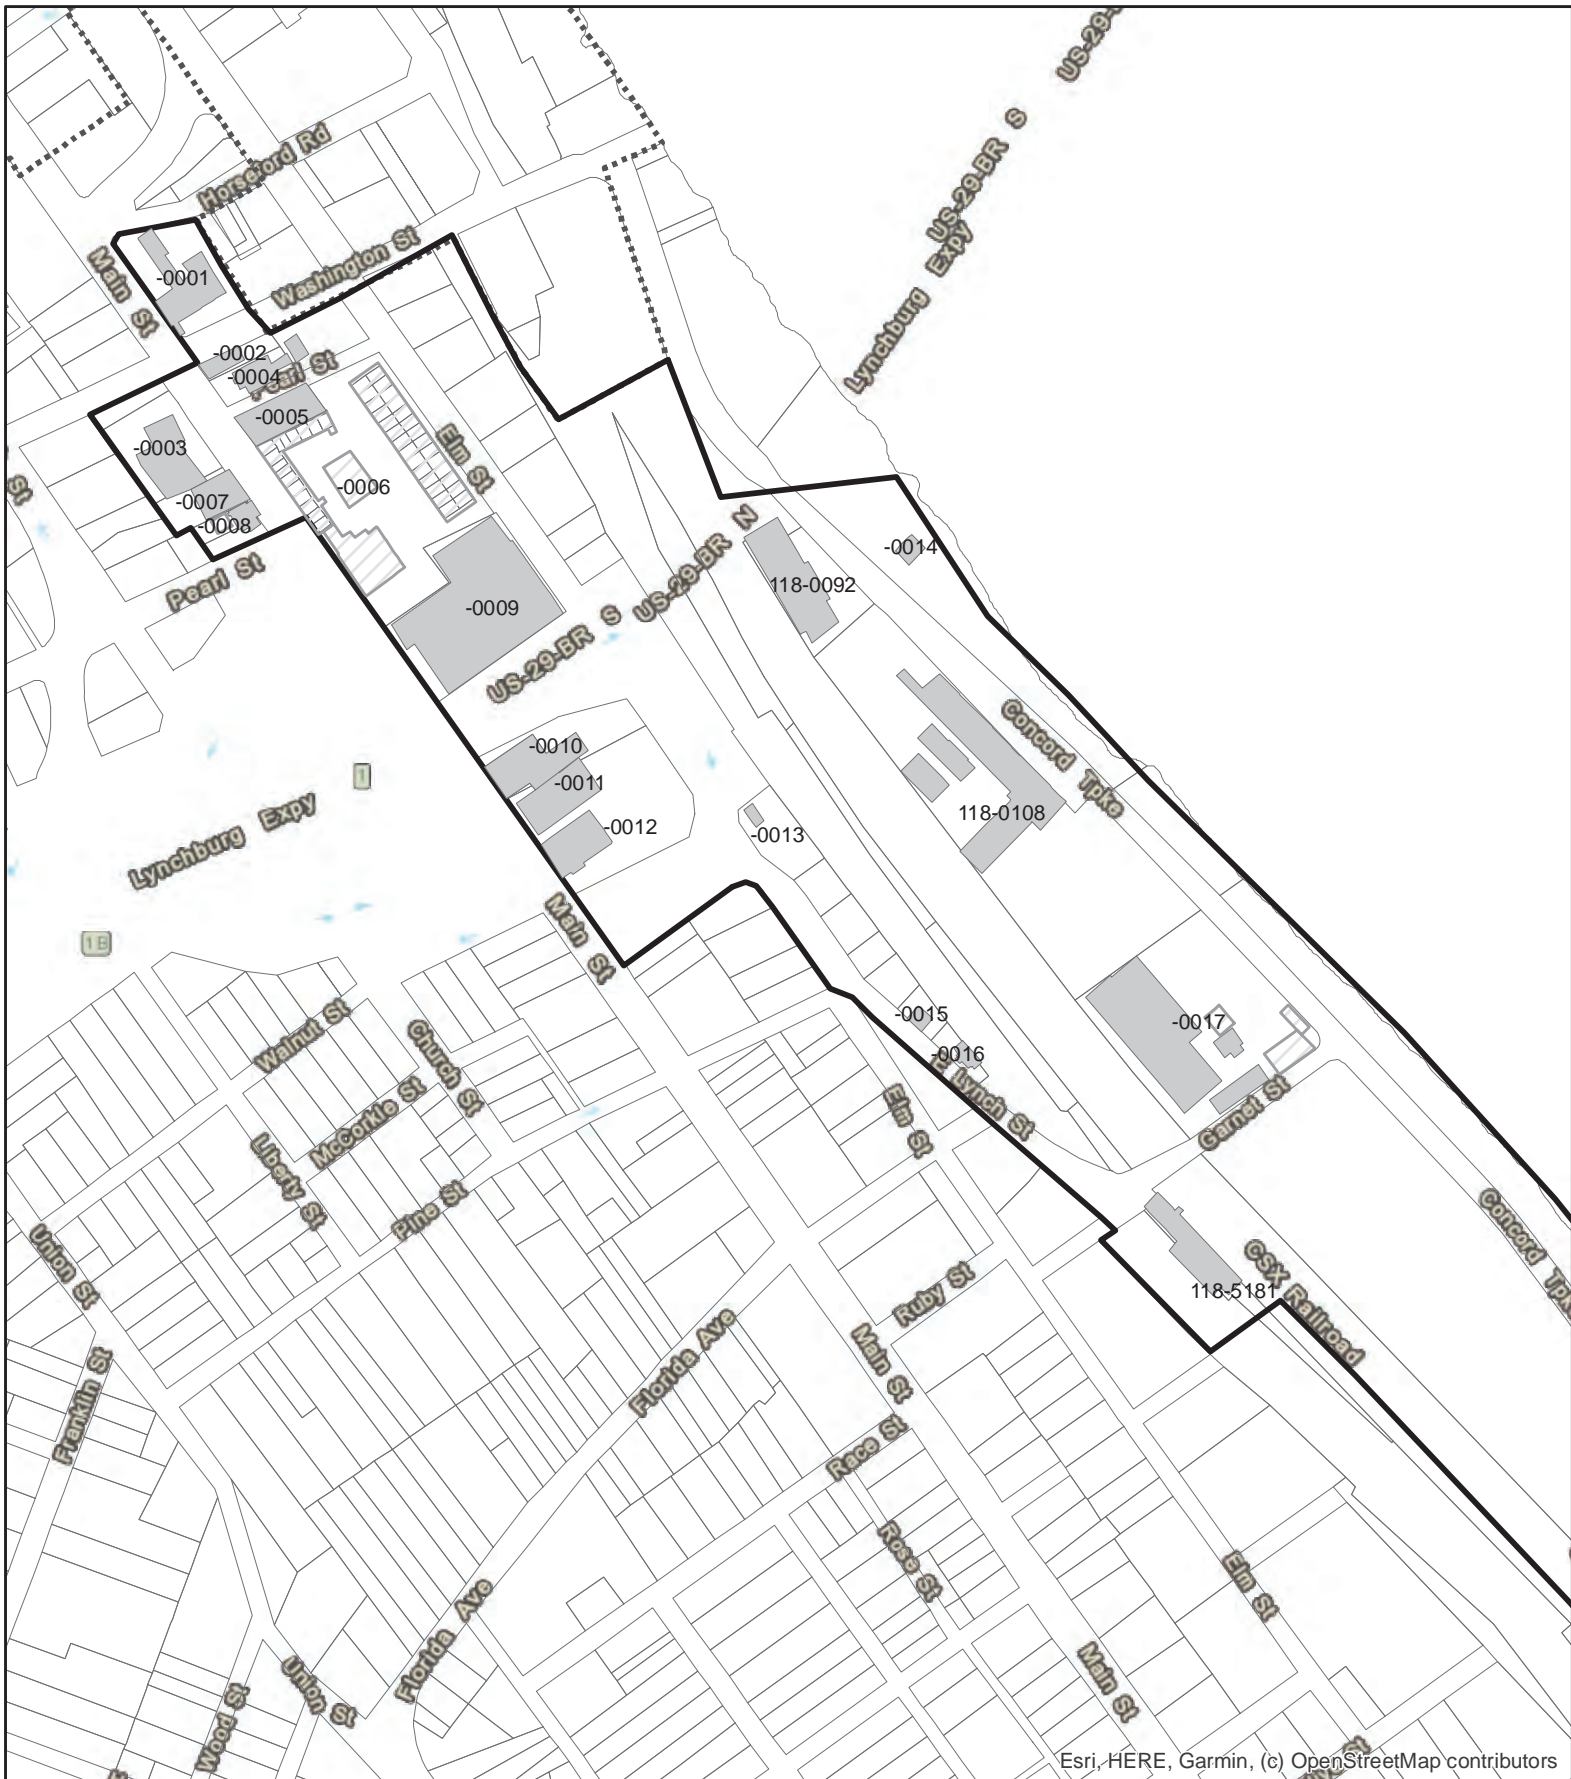 US-29-BR S
US-29-BR S
Lynchburg Expy
Horseford Rd
Washington St
Main St
-0001
-0002
Pearl St
-0004
-0005
-0003
Elm St
St
-0006
-0007
-0008
Pearl St
US-29-BR N
-0014
118-0092
-0009
US-29-BR S
Concord Tpke
-0010
-0011
1
118-0108
Lynchburg Expy
-0012
-0013
1B
Main St
-0015
-0017
-0016
Walnut St
Church St
E Lynch St
McCorkle St
Elm St
Garnet St
Liberty St
Pine St
Union St
Concord Tpke
CSX Railroad
118-5181
Ruby St
Florida Ave
Main St
Franklin St
Race St
Rose St
Elm St
Florida Ave
Union St
Wood St
Main St
Esri, HERE, Garmin, (c) OpenStreetMap contributors